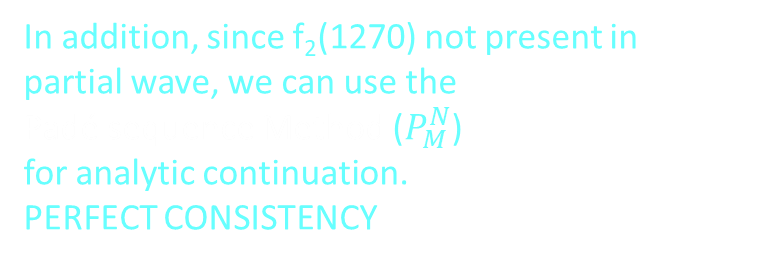 In addition, since f₂(1270) not present in
partial wave, we can use the
(P_M^N)
for analytic continuation.
PERFECT CONSISTENCY